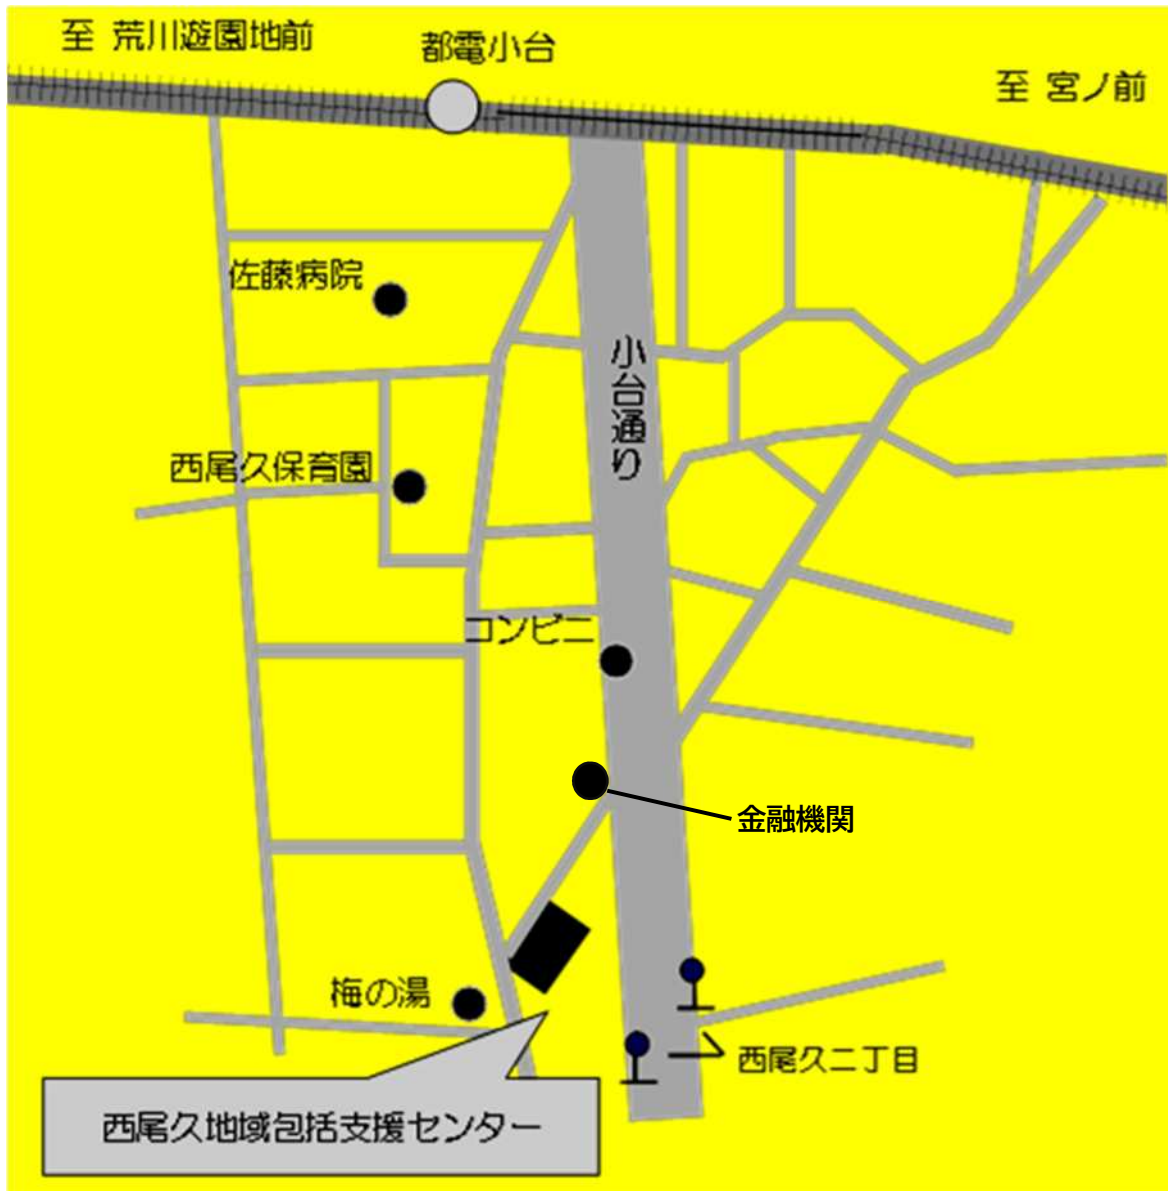 至 荒川遊園地前
都電小台
至 宮ノ前
佐藤病院
小台通り
西尾久保育園
コンビニ
金融機関
梅の湯
西尾久二丁目
西尾久地域包括支援センター